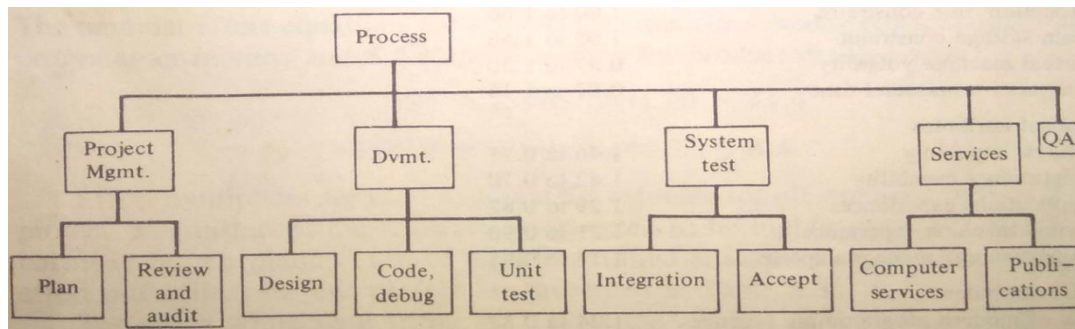 Process
Project
Mgmt.
Dvmt.
System
test
Services
QA
Plan
Review
and
audit
Design
Code,
debug
Unit
test
Integration
Accept
Computer
services
Publi–
cations